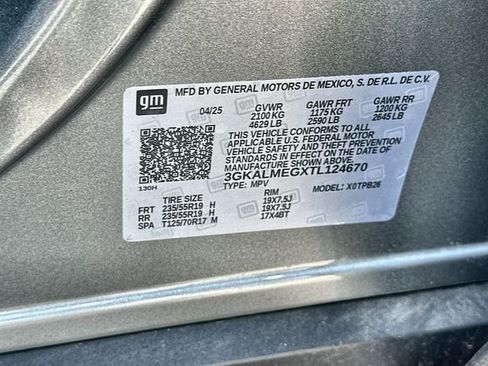 gm
MFD BY GENERAL MOTORS DE MEXICO, S. DE R.L. DE C.V.
04/25 GVWR GAWR FRT GAWR RR
2100 KG 1175 KG 1200 KG
4629 LB 2590 LB 2645 LB
THIS VEHICLE CONFORMS TO ALL
APPLICABLE U.S. FEDERAL MOTOR
VEHICLE SAFETY STANDARDS
IN EFFECT ON THE DATE OF
MANUFACTURE SHOWN ABOVE.
3GKALMEGXTL124670
130H TYPE: MPV MODEL: X0TPB26
TIRE SIZE RIM
FRT 235/55R19 H 19X7.5J
RR 235/55R19 H 19X7.5J
SPA T125/70R17 M 17X4BT